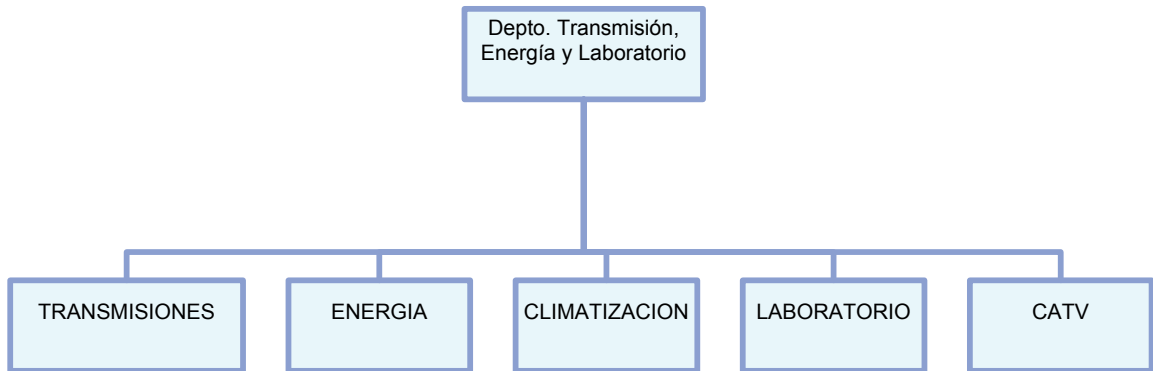 Depto. Transmisión,
Energía y Laboratorio
TRANSMISIONES
ENERGIA
CLIMATIZACION
LABORATORIO
CATV